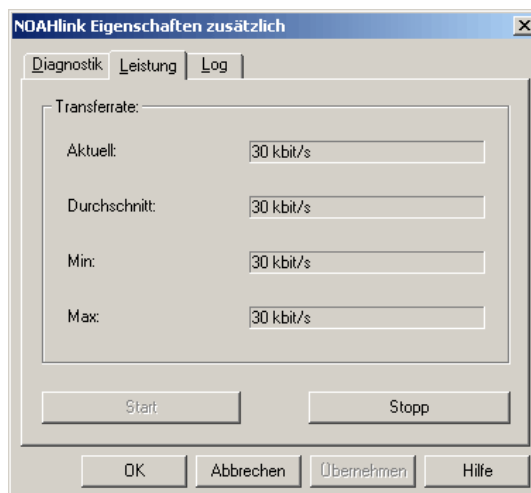 NOAHlink Eigenschaften zusätzlich
Diagnostik Leistung Log
Transferrate:
Aktuell: 30 kbit/s
Durchschnitt: 30 kbit/s
Min: 30 kbit/s
Max: 30 kbit/s
Start Stopp
OK Abbrechen Übernehmen Hilfe